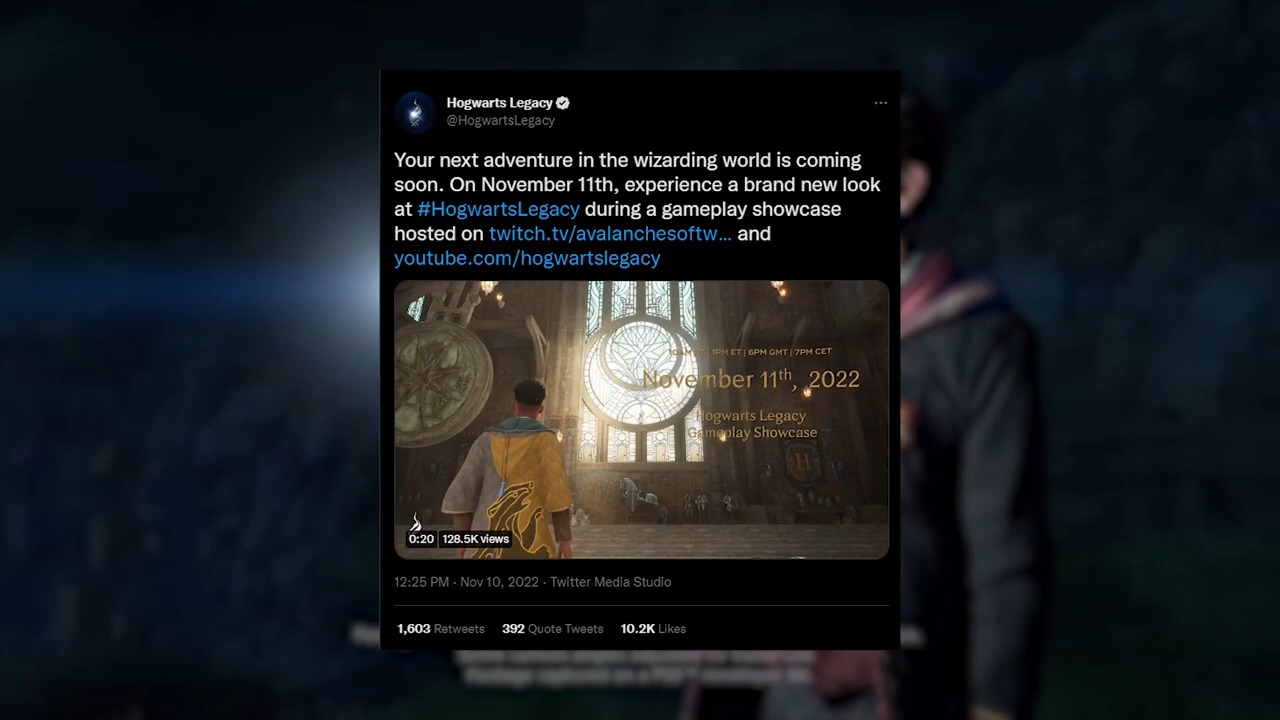 Hogwarts Legacy
@HogwartsLegacy
Your next adventure in the wizarding world is coming
soon. On November 11th, experience a brand new look
at #HogwartsLegacy during a gameplay showcase
hosted on twitch.tv/avalanchesoftw... and
youtube.com/hogwartslegacy
1PM ET | 6PM GMT | 7PM CET
November 11th, 2022
Hogwarts Legacy
Gameplay Showcase
H
0:20 128.5K views
12:25 PM · Nov 10, 2022 · Twitter Media Studio
1,603 Retweets 392 Quote Tweets 10.2K Likes